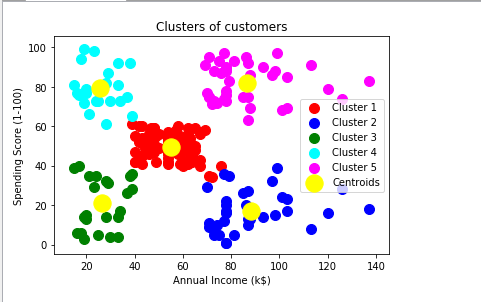 Clusters of customers
100
80
60
40
20
0
Spending Score (1-100)
Cluster 1
Cluster 2
Cluster 3
Cluster 4
Cluster 5
Centroids
20 40 60 80 100 120 140
Annual Income (k$)